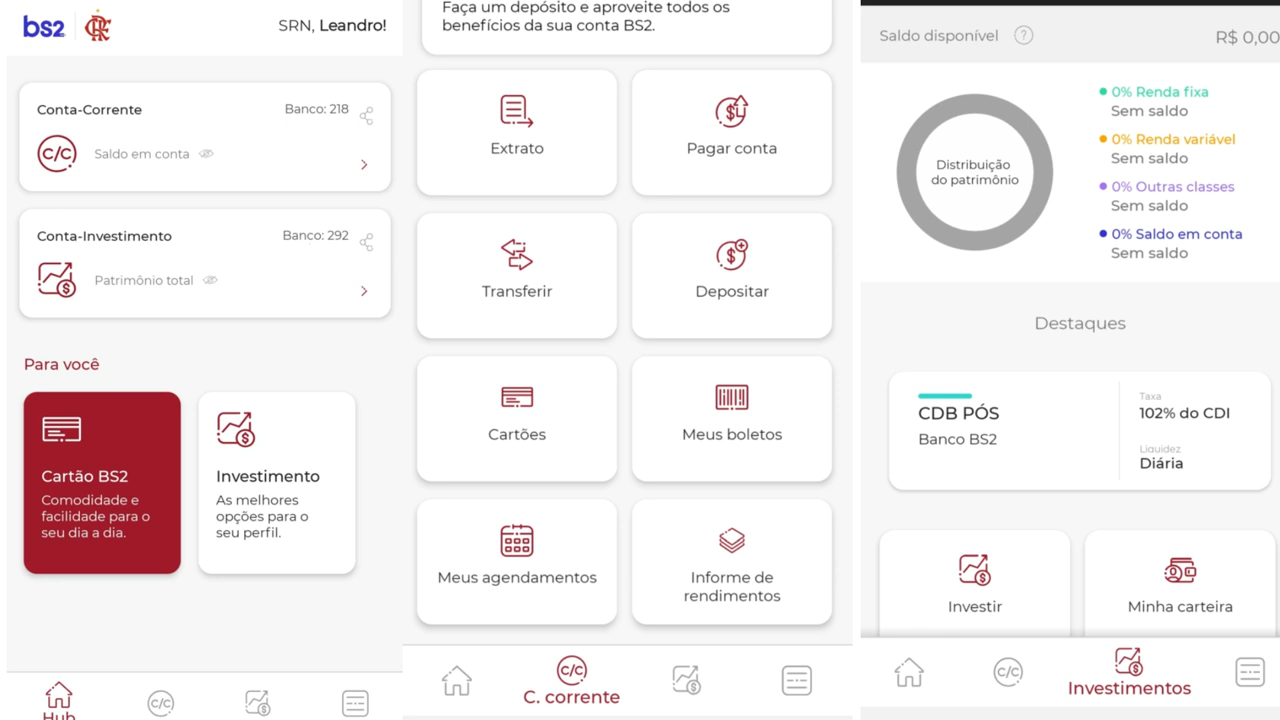 bs2
SRN, Leandro!
Conta-Corrente
Banco: 218
C/C
Saldo em conta
Conta-Investimento
Banco: 292
$
Patrimônio total
Para você
Cartão BS2
Comodidade e
facilidade para o
seu dia a dia.
$
Investimento
As melhores
opções para o
seu perfil.
Hub
C/C
$
Faça um depósito e aproveite todos os
benefícios da sua conta BS2.
Extrato
$
Pagar conta
Transferir
$
Depositar
Cartões
Meus boletos
Meus agendamentos
Informe de
rendimentos
C/C
C. corrente
$
Saldo disponível
?
R$ 0,00
Distribuição
do patrimônio
0% Renda fixa
Sem saldo
0% Renda variável
Sem saldo
0% Outras classes
Sem saldo
0% Saldo em conta
Sem saldo
Destaques
CDB PÓS
Banco BS2
Taxa
102% do CDI
Liquidez
Diária
$
Investir
Minha carteira
C/C
$
Investimentos